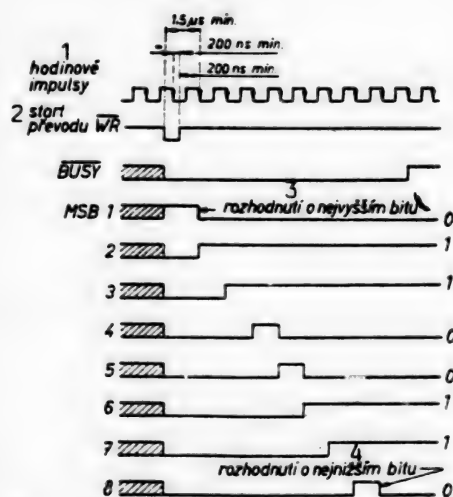 1,5 µs min.
200 ns min.
200 ns min.
1
hodinové
impulsy
2 start
převodu WR
BUSY
3
MSB 1
rozhodnutí o nejvyšším bitu
0
2
1
3
1
4
0
5
0
6
1
7
1
4
rozhodnutí o nejnižším bitu
8
0